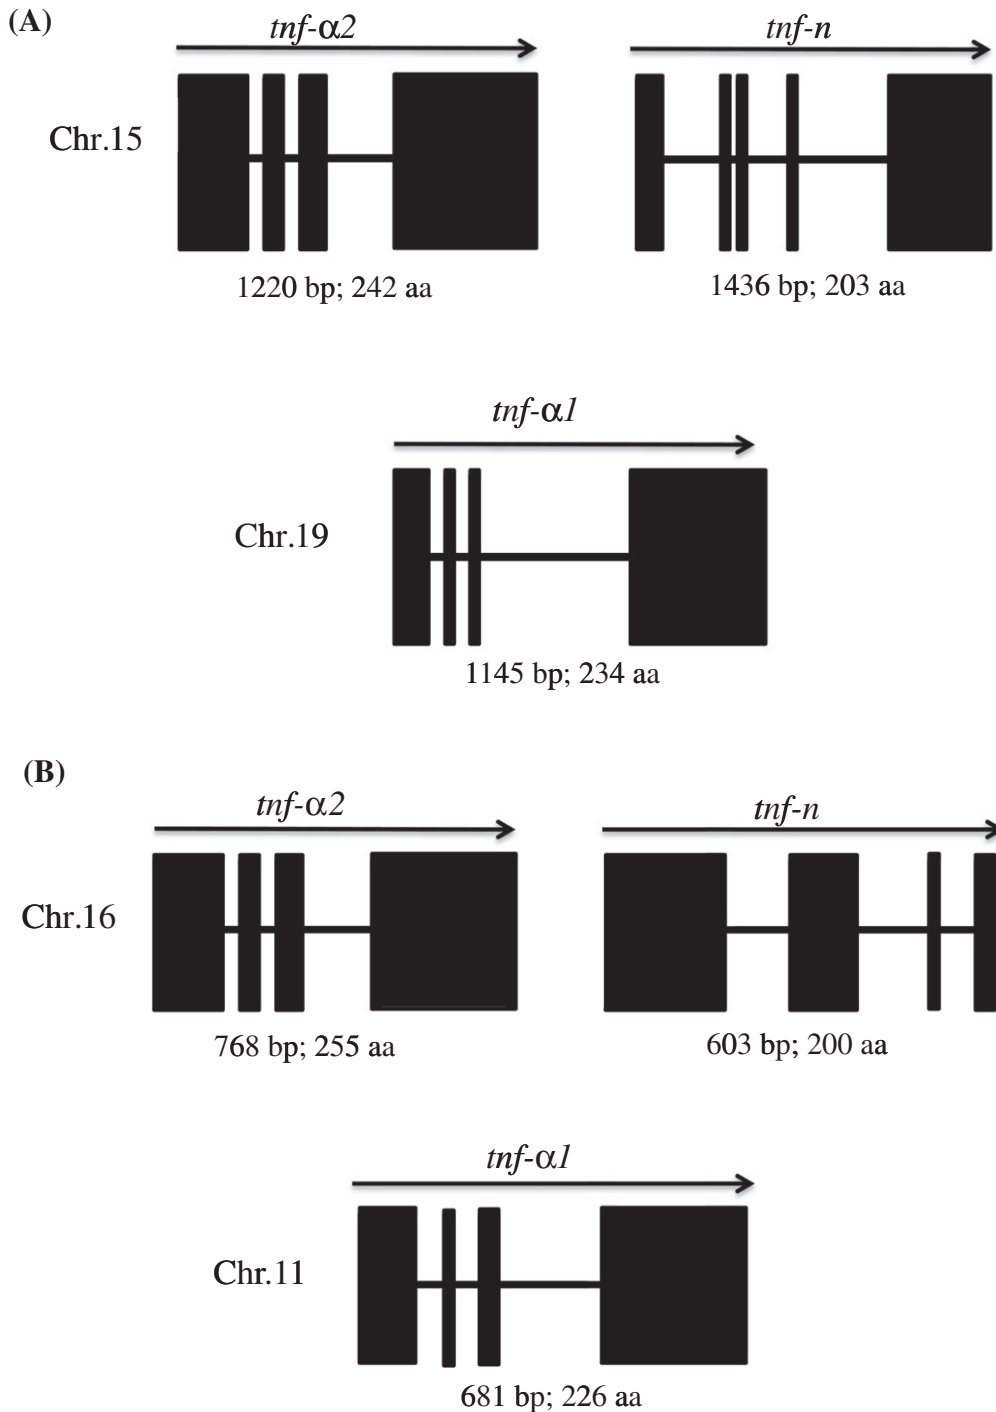 (A)
tnf-α2
tnf-n
Chr.15
1220 bp; 242 aa
1436 bp; 203 aa
tnf-α1
Chr.19
1145 bp; 234 aa
(B)
tnf-α2
tnf-n
Chr.16
768 bp; 255 aa
603 bp; 200 aa
tnf-α1
Chr.11
681 bp; 226 aa